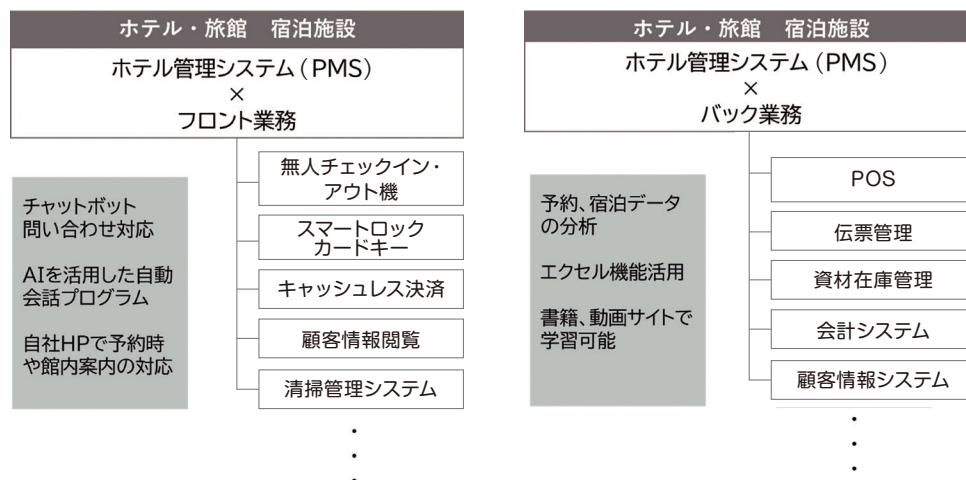 ホテル・旅館　宿泊施設
ホテル管理システム(PMS)
×
フロント業務
無人チェックイン・
アウト機
スマートロック
カードキー
キャッシュレス決済
顧客情報閲覧
清掃管理システム
・
・
・
チャットボット
問い合わせ対応
AIを活用した自動
会話プログラム
自社HPで予約時
や館内案内の対応
ホテル・旅館　宿泊施設
ホテル管理システム(PMS)
×
バック業務
POS
伝票管理
資材在庫管理
会計システム
顧客情報システム
・
・
・
予約、宿泊データ
の分析
エクセル機能活用
書籍、動画サイトで
学習可能